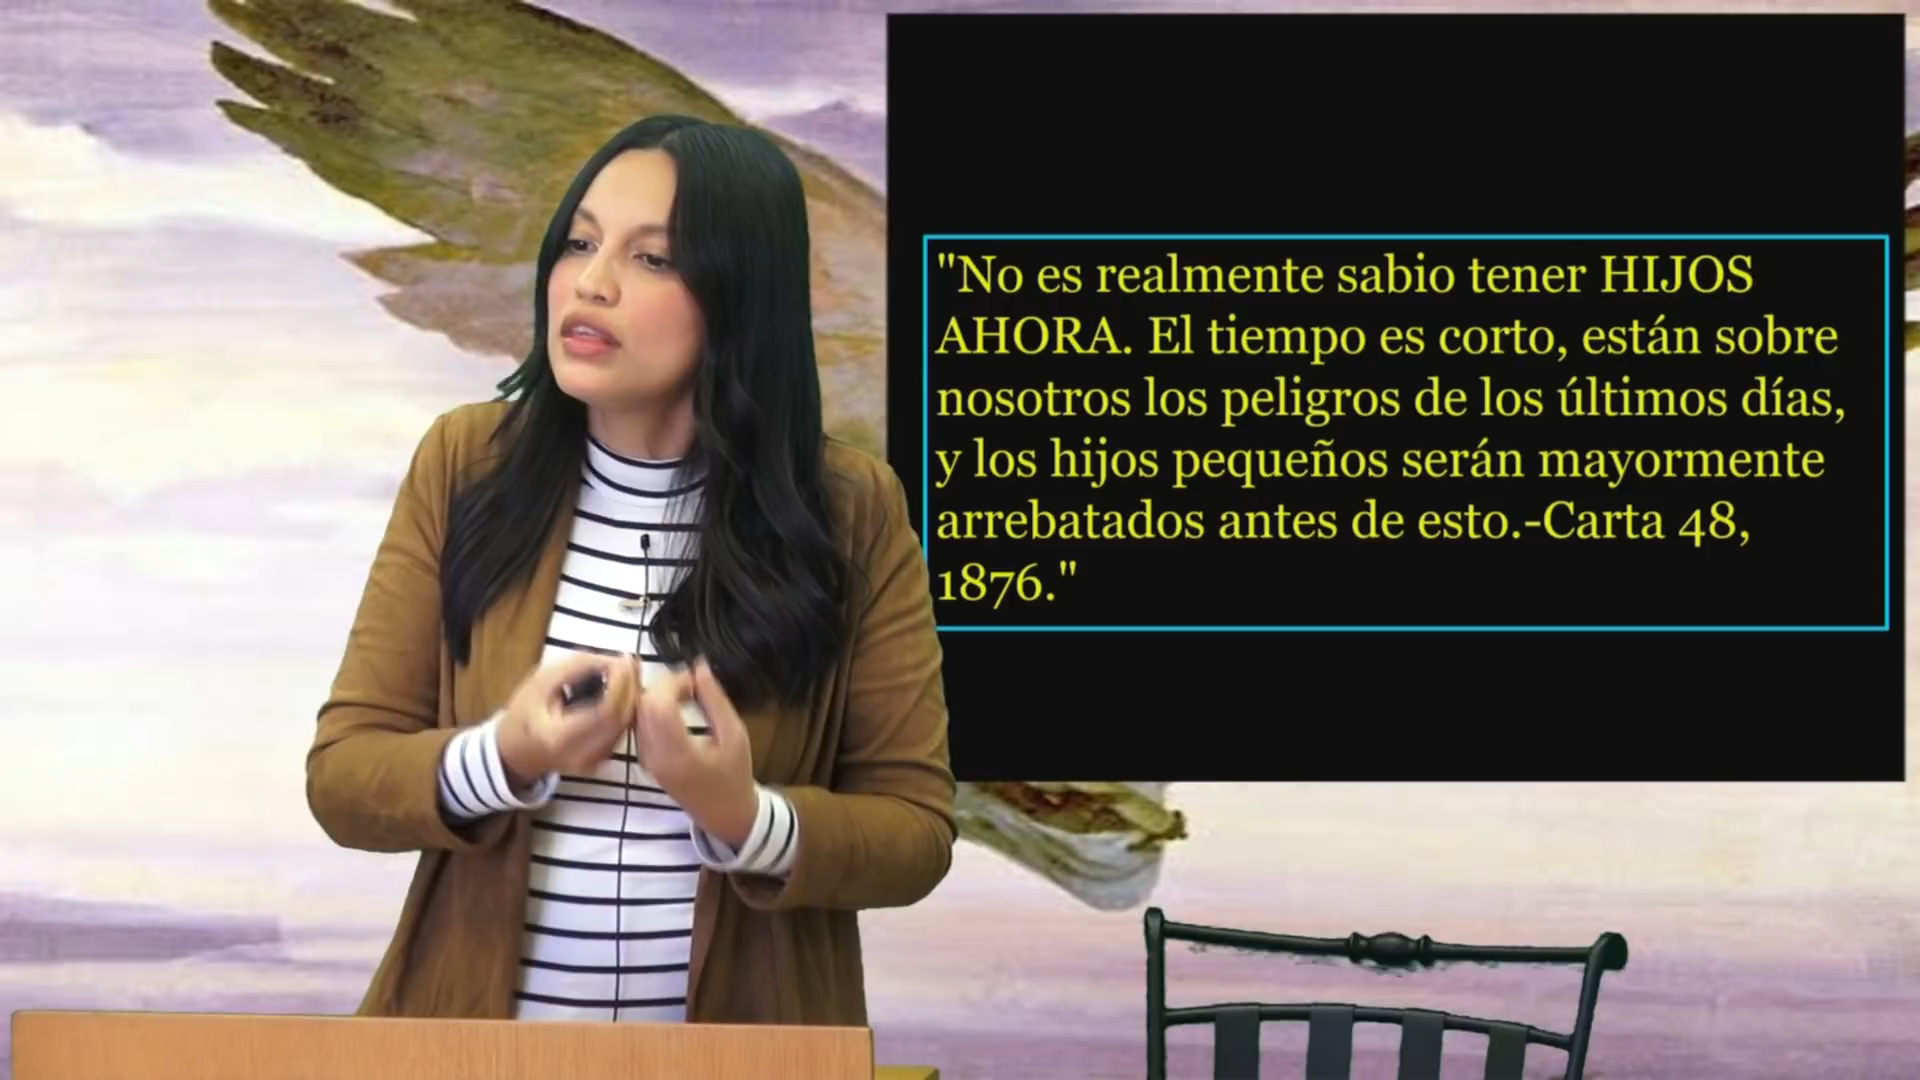 "No es realmente sabio tener HIJOS
AHORA. El tiempo es corto, están sobre
nosotros los peligros de los últimos días,
y los hijos pequeños serán mayormente
arrebatados antes de esto.-Carta 48,
1876."